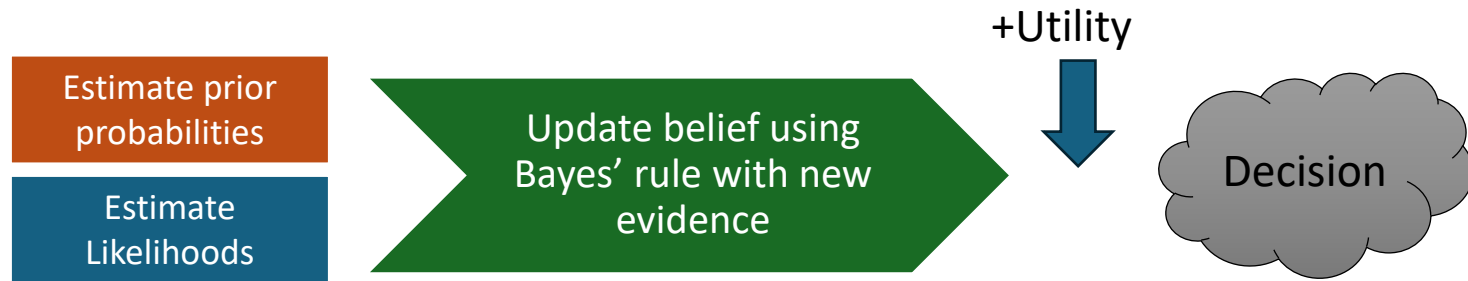 +Utility
Estimate prior
probabilities
Estimate
Likelihoods
Update belief using
Bayes’ rule with new
evidence
Decision